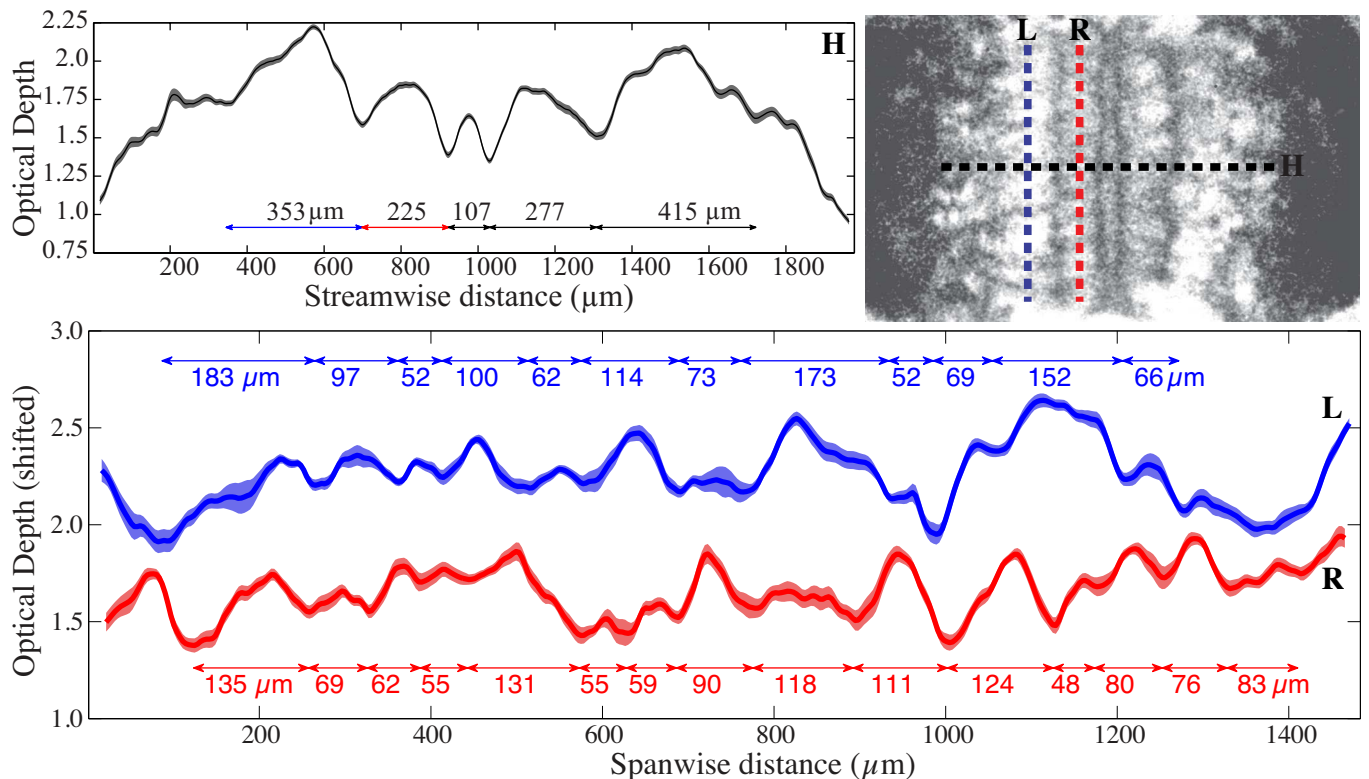 2.25
2.0
1.75
1.5
1.25
1.0
0.75
Optical Depth
H
353 µm 225 107 277 415 µm
200 400 600 800 1000 1200 1400 1600 1800
Streamwise distance (µm)
L R
H
3.0
2.5
2.0
1.5
1.0
Optical Depth (shifted)
183 µm 97 52 100 62 114 73 173 52 69 152 66 µm
L
R
135 µm 69 62 55 131 55 59 90 118 111 124 48 80 76 83 µm
200 400 600 800 1000 1200 1400
Spanwise distance (µm)